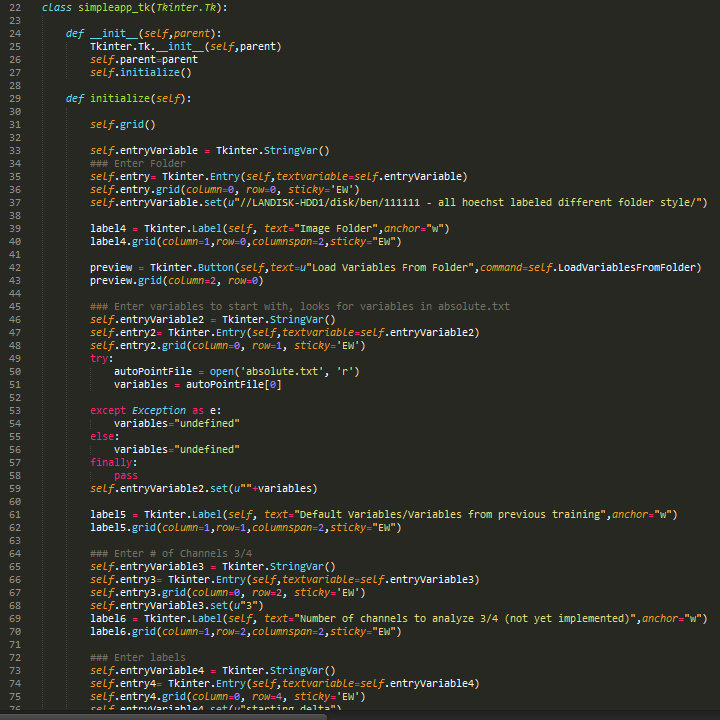 22 class simpleapp_tk(Tkinter.Tk):
23
24     def __init__(self,parent):
25         Tkinter.Tk.__init__(self,parent)
26         self.parent=parent
27         self.initialize()
28
29     def initialize(self):
30
31         self.grid()
32
33         self.entryVariable = Tkinter.StringVar()
34         ### Enter Folder
35         self.entry= Tkinter.Entry(self,textvariable=self.entryVariable)
36         self.entry.grid(column=0, row=0, sticky='EW')
37         self.entryVariable.set(u"//LANDISK-HDD1/disk/ben/111111 - all hoechst labeled different folder style/")
38
39         label4 = Tkinter.Label(self, text="Image Folder",anchor="w")
40         label4.grid(column=1,row=0,columnspan=2,sticky="EW")
41
42         preview = Tkinter.Button(self,text=u"Load Variables From Folder",command=self.LoadVariablesFromFolder)
43         preview.grid(column=2, row=0)
44
45         ### Enter variables to start with, looks for variables in absolute.txt
46         self.entryVariable2 = Tkinter.StringVar()
47         self.entry2= Tkinter.Entry(self,textvariable=self.entryVariable2)
48         self.entry2.grid(column=0, row=1, sticky='EW')
49         try:
50             autoPointFile = open('absolute.txt', 'r')
51             variables = autoPointFile[0]
52
53         except Exception as e:
54             variables="undefined"
55         else:
56             variables="undefined"
57         finally:
58             pass
59         self.entryVariable2.set(u""+variables)
60
61         label5 = Tkinter.Label(self, text="Default Variables/Variables from previous training",anchor="w")
62         label5.grid(column=1,row=1,columnspan=2,sticky="EW")
63
64         ### Enter # of Channels 3/4
65         self.entryVariable3 = Tkinter.StringVar()
66         self.entry3= Tkinter.Entry(self,textvariable=self.entryVariable3)
67         self.entry3.grid(column=0, row=2, sticky='EW')
68         self.entryVariable3.set(u"3")
69         label6 = Tkinter.Label(self, text="Number of channels to analyze 3/4 (not yet implemented)",anchor="w")
70         label6.grid(column=1,row=2,columnspan=2,sticky="EW")
71
72         ### Enter labels
73         self.entryVariable4 = Tkinter.StringVar()
74         self.entry4= Tkinter.Entry(self,textvariable=self.entryVariable4)
75         self.entry4.grid(column=0, row=4, sticky='EW')
76         self.entryVariable4.set(u"starting delta")